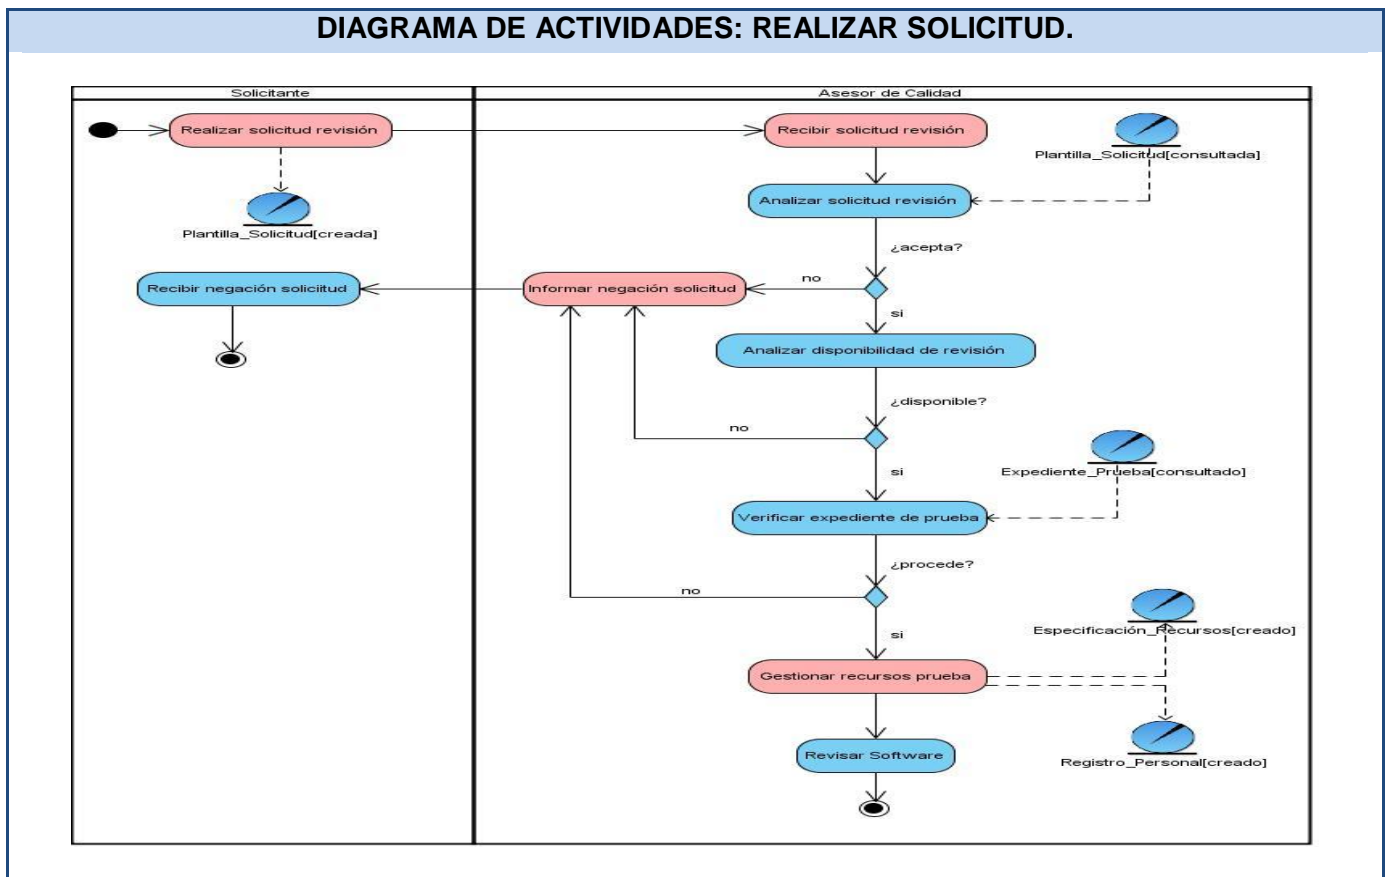 DIAGRAMA DE ACTIVIDADES: REALIZAR SOLICITUD.
Solicitante
Asesor de Calidad
Realizar solicitud revisión
Recibir solicitud revisión
Plantilla_Solicitud[consultada]
Analizar solicitud revisión
Plantilla_Solicitud[creada]
¿acepta?
no
Recibir negación soliciitud
Informar negación solicitud
si
Analizar disponibilidad de revisión
¿disponible?
no
si
Expediente_Prueba[consultado]
Verificar expediente de prueba
¿procede?
no
si
Especificación_Recursos[creado]
Gestionar recursos prueba
Revisar Software
Registro_Personal[creado]